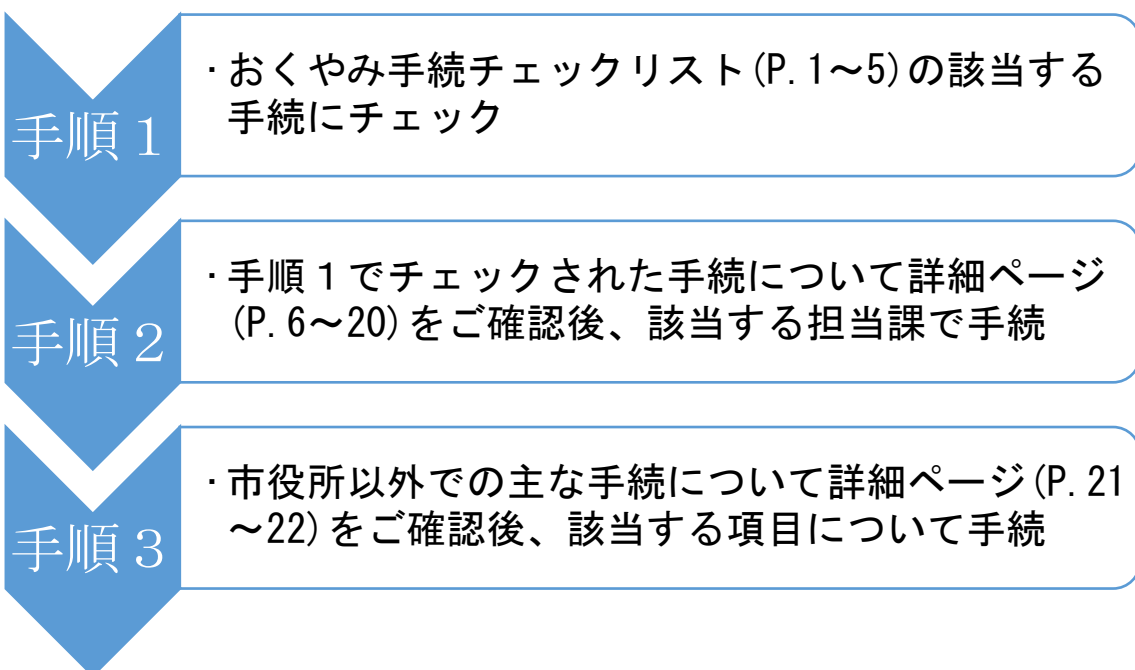 手順１
・おくやみ手続チェックリスト(P.1～5)の該当する
手続にチェック
手順２
・手順１でチェックされた手続について詳細ページ
(P.6～20)をご確認後、該当する担当課で手続
手順３
・市役所以外での主な手続について詳細ページ(P.21
～22)をご確認後、該当する項目について手続